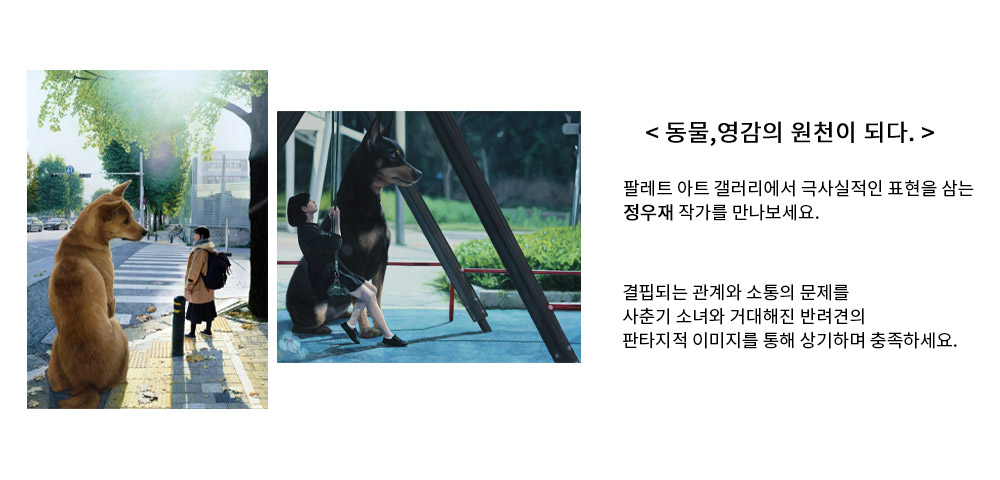 < 동물,영감의 원천이 되다. >
팔레트 아트 갤러리에서 극사실적인 표현을 삼는
정우재 작가를 만나보세요.
결핍되는 관계와 소통의 문제를
사춘기 소녀와 거대해진 반려견의
판타지적 이미지를 통해 상기하며 충족하세요.